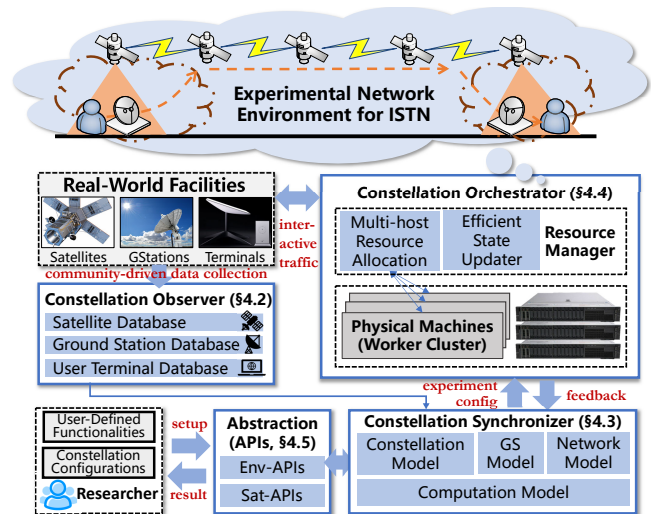 Experimental Network
Environment for ISTN
Real-World Facilities
Satellites GStations Terminals
community-driven data collection
inter-
active
traffic
Constellation Orchestrator (§4.4)
Multi-host
Resource
Allocation
Efficient
State
Updater
Resource
Manager
Physical Machines
(Worker Cluster)
Constellation Observer (§4.2)
Satellite Database
Ground Station Database
User Terminal Database
experiment
config
feedback
User-Defined
Functionalities
Constellation
Configurations
Researcher
setup
result
Abstraction
(APIs, §4.5)
Env-APIs
Sat-APIs
Constellation Synchronizer (§4.3)
Constellation
Model
GS
Model
Network
Model
Computation Model